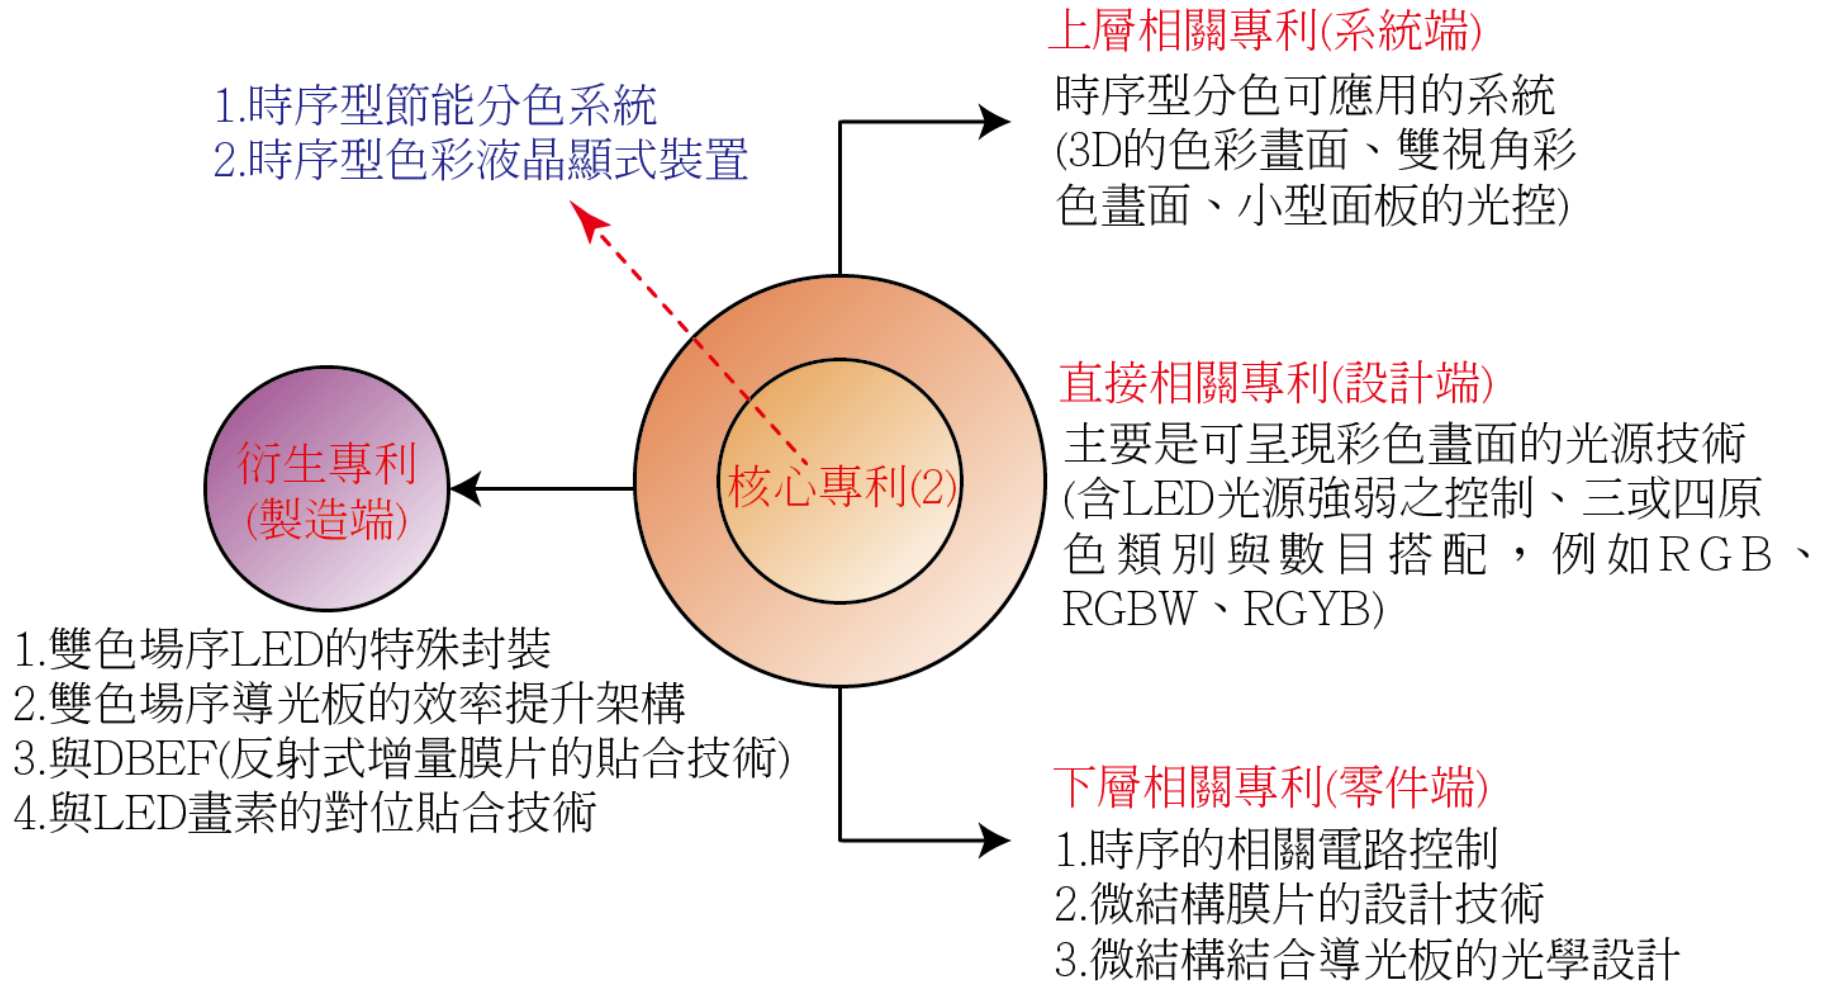 1.時序型節能分色系統
2.時序型色彩液晶顯式裝置
上層相關專利(系統端)
時序型分色可應用的系統
(3D的色彩畫面、雙視角彩
色畫面、小型面板的光控)
直接相關專利(設計端)
主要是可呈現彩色畫面的光源技術
(含LED光源強弱之控制、三或四原
色類別與數目搭配，例如RGB、
RGBW、RGYB)
核心專利(2)
衍生專利
(製造端)
1.雙色場序LED的特殊封裝
2.雙色場序導光板的效率提升架構
3.與DBEF(反射式增量膜片的貼合技術)
4.與LED畫素的對位貼合技術
下層相關專利(零件端)
1.時序的相關電路控制
2.微結構膜片的設計技術
3.微結構結合導光板的光學設計